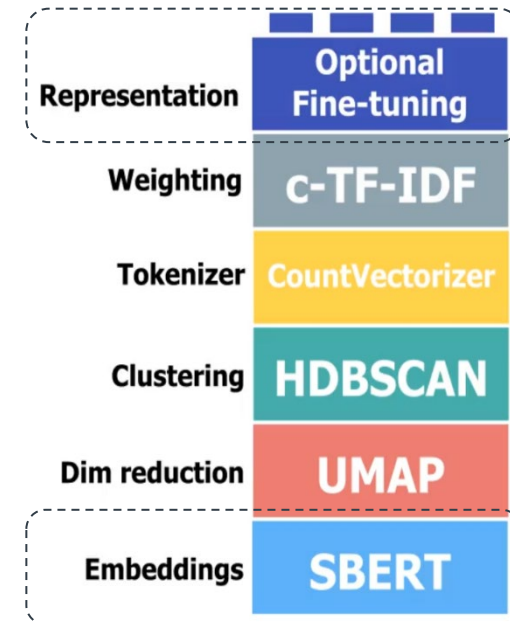 Representation
Optional
Fine-tuning
Weighting
c-TF-IDF
Tokenizer
CountVectorizer
Clustering
HDBSCAN
Dim reduction
UMAP
Embeddings
SBERT